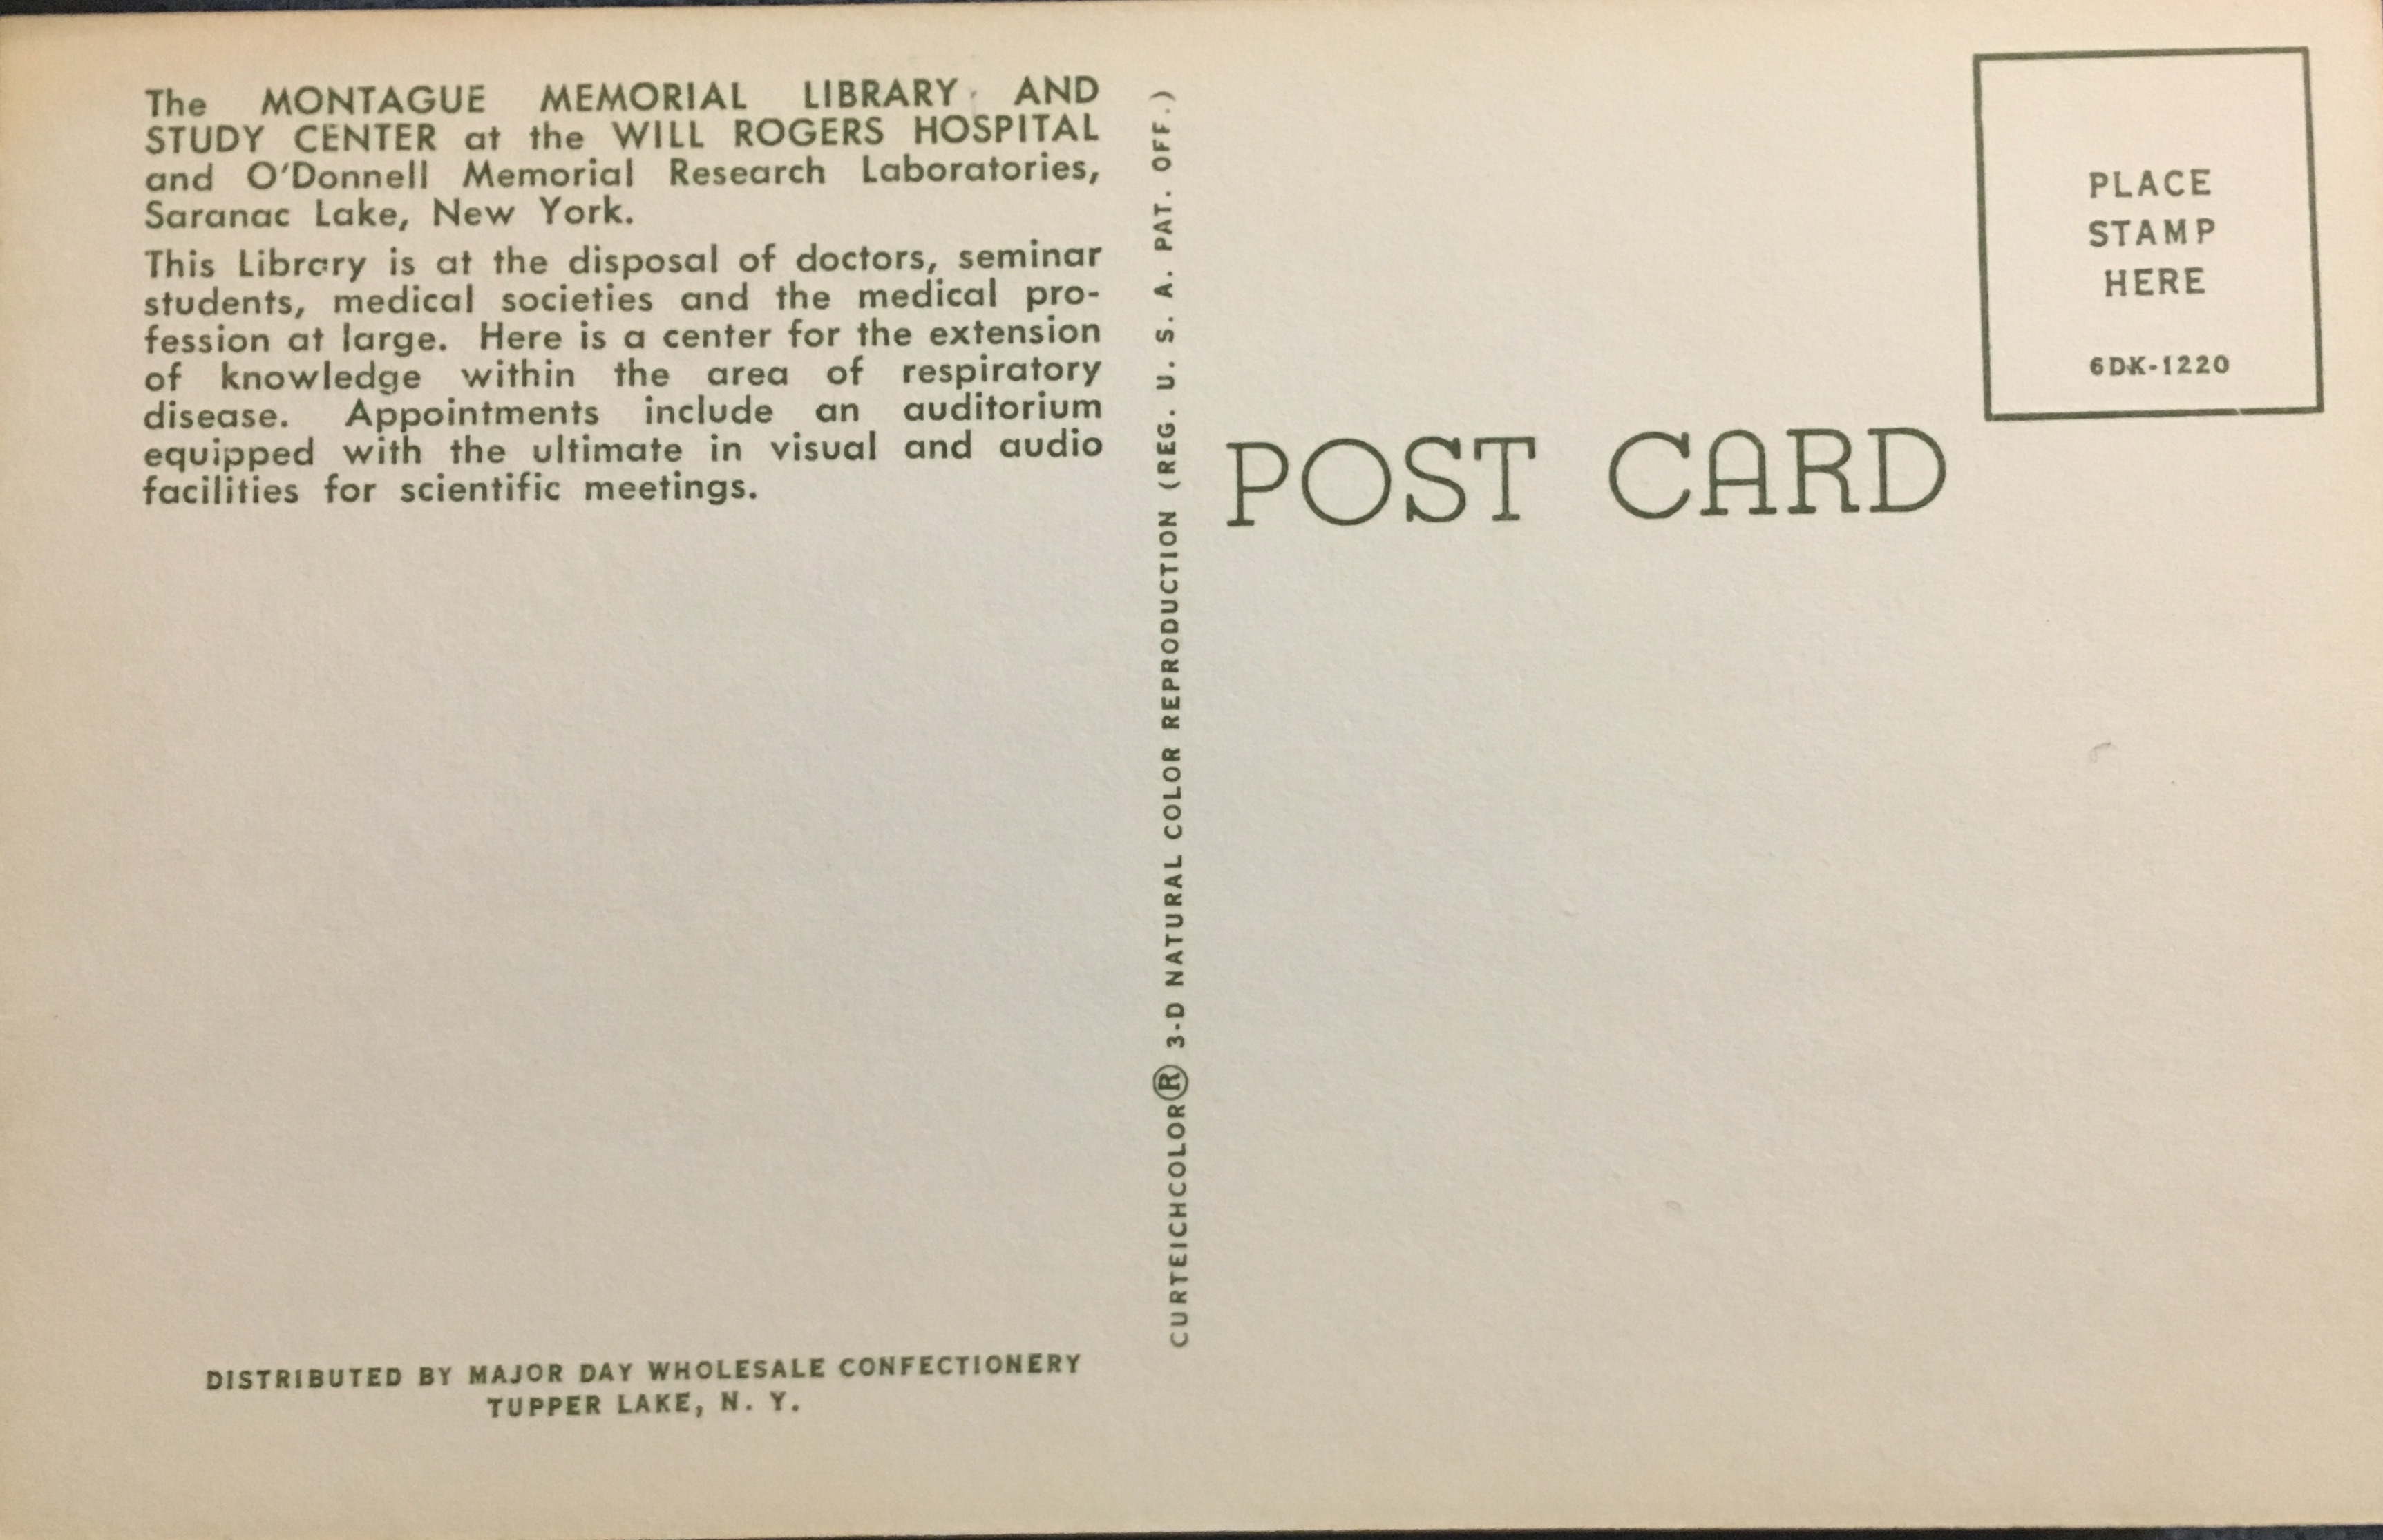 The MONTAGUE MEMORIAL LIBRARY AND
STUDY CENTER at the WILL ROGERS HOSPITAL
and O'Donnell Memorial Research Laboratories,
Saranac Lake, New York.
This Library is at the disposal of doctors, seminar
students, medical societies and the medical pro-
fession at large. Here is a center for the extension
of knowledge within the area of respiratory
disease. Appointments include an auditorium
equipped with the ultimate in visual and audio
facilities for scientific meetings.
DISTRIBUTED BY MAJOR DAY WHOLESALE CONFECTIONERY
TUPPER LAKE, N. Y.
CURTEICHCOLOR® 3-D NATURAL COLOR REPRODUCTION (REG. U. S. A. PAT. OFF.)
POST CARD
PLACE
STAMP
HERE
6DK-1220